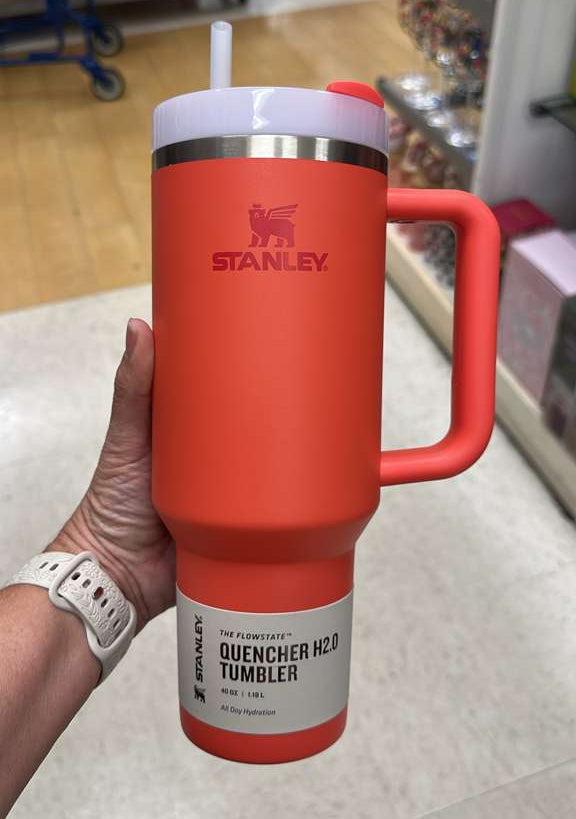 STANLEY®
STANLEY®
THE FLOWSTATE™
QUENCHER H2.0
TUMBLER
40 OZ | 1.18 L
All Day Hydration